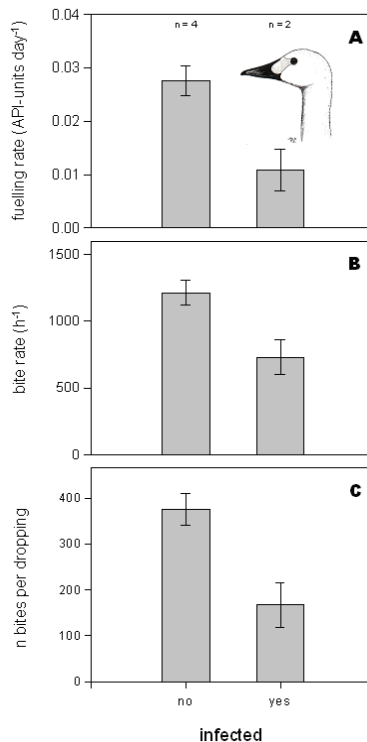 n = 4
n = 2
A
0.04
0.03
0.02
0.01
0.00
fuelling rate (API-units day⁻¹)
B
1500
1000
500
0
bite rate (h⁻¹)
C
400
300
200
100
0
n bites per dropping
no
yes
infected